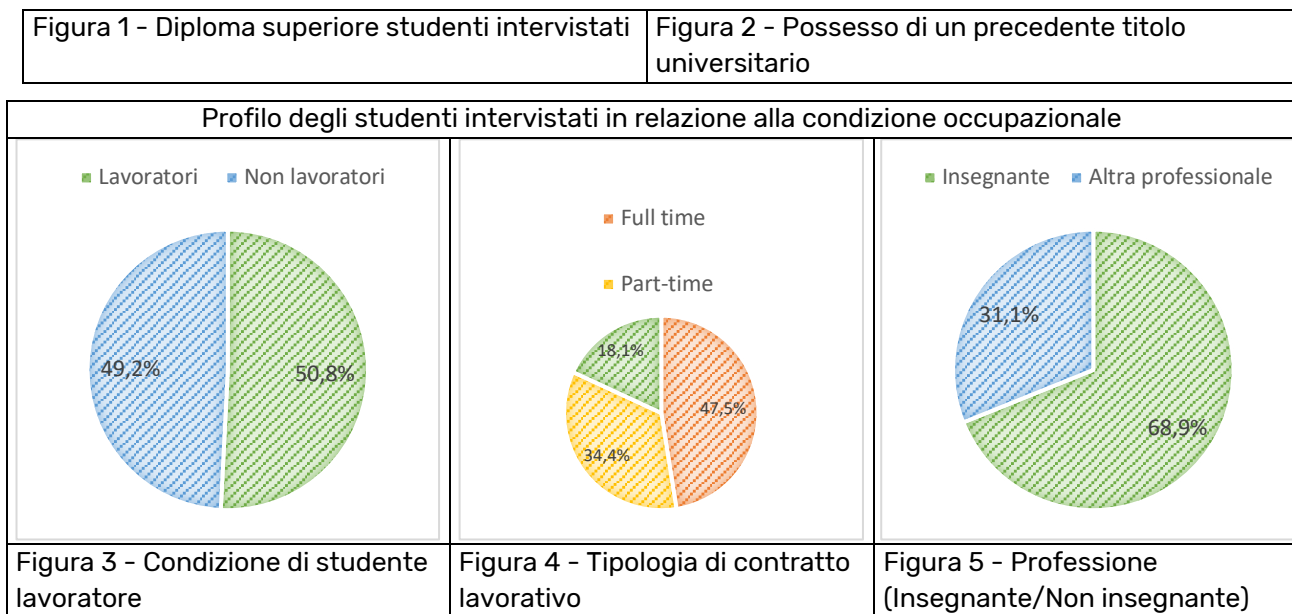 Figura 1 - Diploma superiore studenti intervistati
Figura 2 - Possesso di un precedente titolo
universitario
Profilo degli studenti intervistati in relazione alla condizione occupazionale
Lavoratori
Non lavoratori
49,2%
50,8%
Full time
Part-time
18,1%
47,5%
34,4%
Insegnante
Altra professionale
31,1%
68,9%
Figura 3 - Condizione di studente
lavoratore
Figura 4 - Tipologia di contratto
lavorativo
Figura 5 - Professione
(Insegnante/Non insegnante)